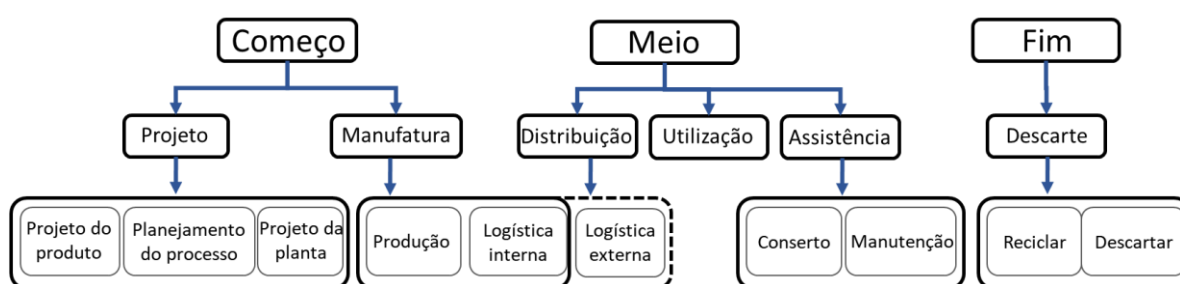 Começo
Meio
Fim
Projeto
Manufatura
Distribuição
Utilização
Assistência
Descarte
Projeto do
produto
Planejamento
do processo
Projeto da
planta
Produção
Logística
interna
Logística
externa
Conserto
Manutenção
Reciclar
Descartar